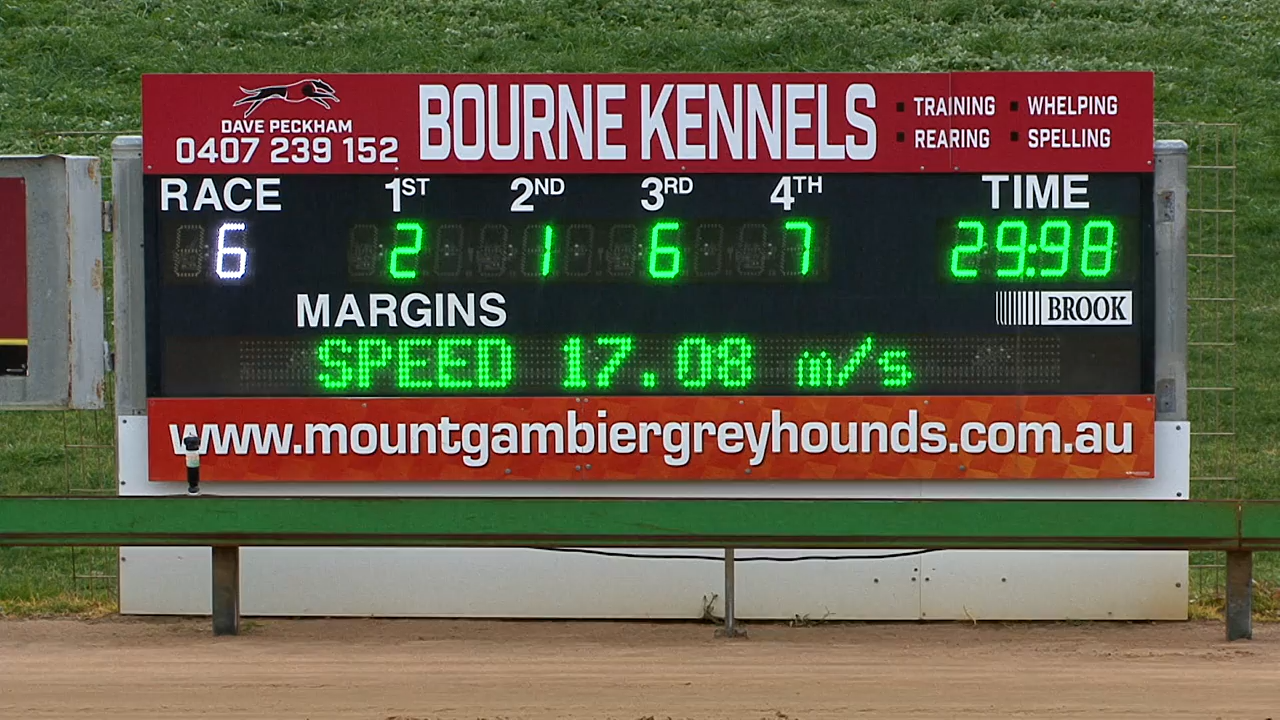 BOURNE KENNELS
DAVE PECKHAM
0407 239 152
TRAINING
WHELPING
REARING
SPELLING
RACE 1ST 2ND 3RD 4TH TIME
6 2 1 6 7 29:98
MARGINS
BROOK
SPEED 17.08 m/s
www.mountgambiergreyhounds.com.au